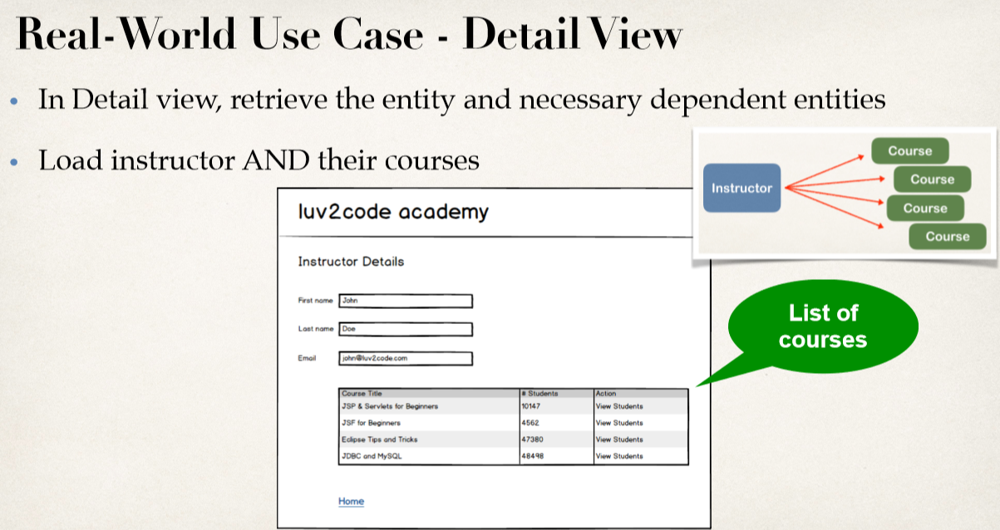 Real-World Use Case - Detail View
• In Detail view, retrieve the entity and necessary dependent entities
• Load instructor AND their courses
Instructor
Course
Course
Course
Course
luv2code academy
Instructor Details
First name John
Last name Doe
Email john@luv2code.com
List of
courses
Course Title # Students Action
JSP & Servlets for Beginners 10147 View Students
JSF for Beginners 4562 View Students
Eclipse Tips and Tricks 47380 View Students
JDBC and MySQL 48498 View Students
Home